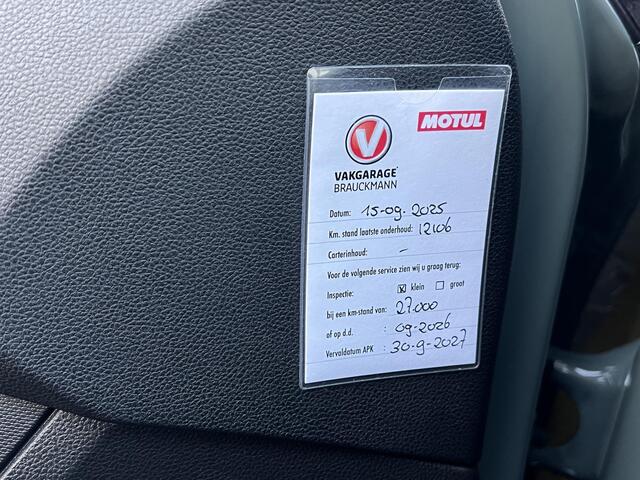 V
MOTUL
VAKGARAGE
BRAUCKMANN
Datum: 15-09-2025
Km. stand laatste onderhoud: 12106
Carterinhoud: -
Voor de volgende service zien wij u graag terug:
Inspectie: x klein groot
bij een km-stand van: 27.000
of op d.d. : 09-2026
Vervaldatum APK : 30-9-2027